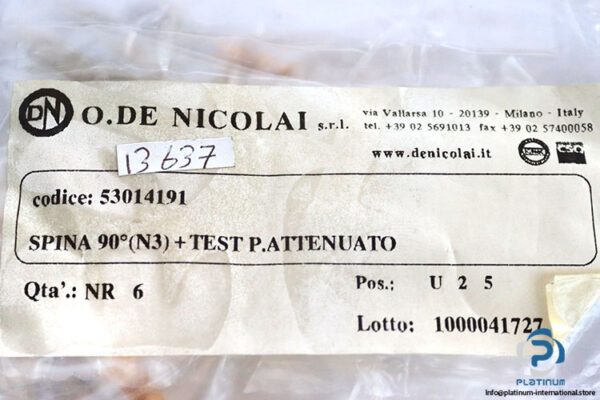 DN O.DE NICOLAI s.r.l.
via Vallarsa 10 - 20139 - Milano - Italy
tel. +39 02 5691013 fax +39 02 57400058
www.denicolai.it
CSQ
13637
codice: 53014191
SPINA 90°(N3) + TEST P.ATTENUATO
Qta'.: NR 6
Pos.: U 2 5
Lotto: 1000041727
PLATINUM
info@platinum-international.store